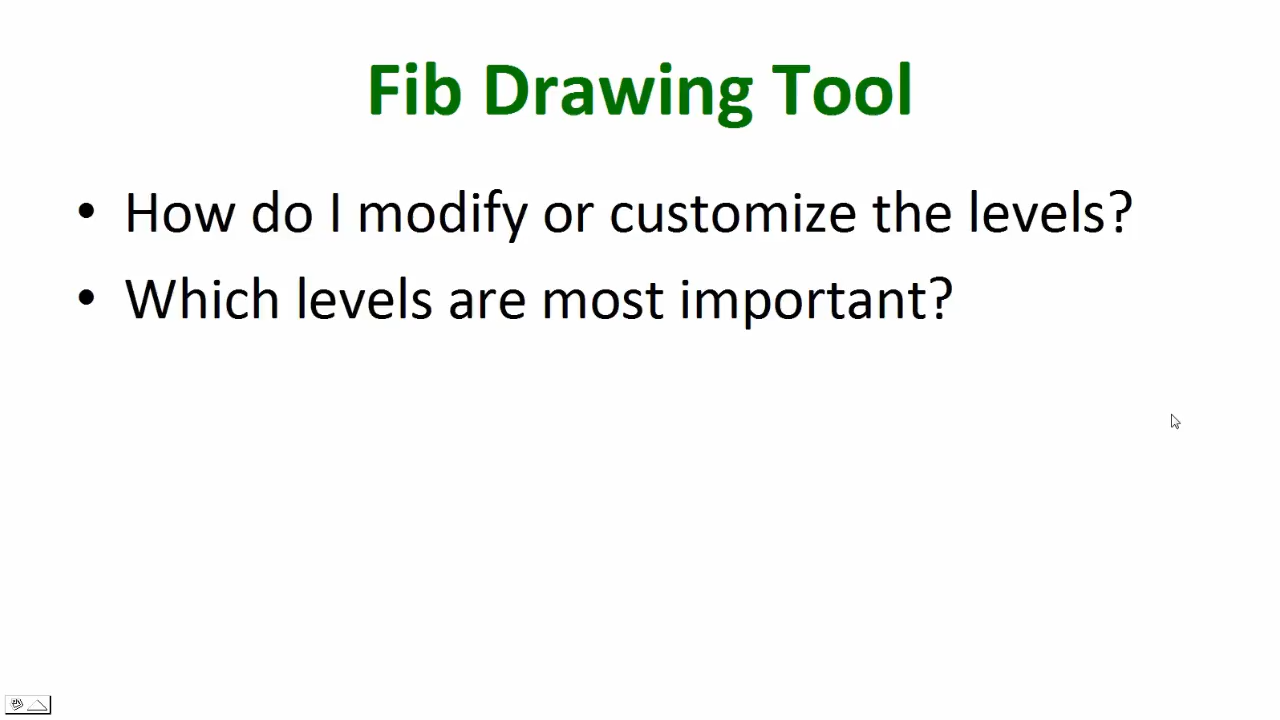 Fib Drawing Tool
• How do I modify or customize the levels?
• Which levels are most important?